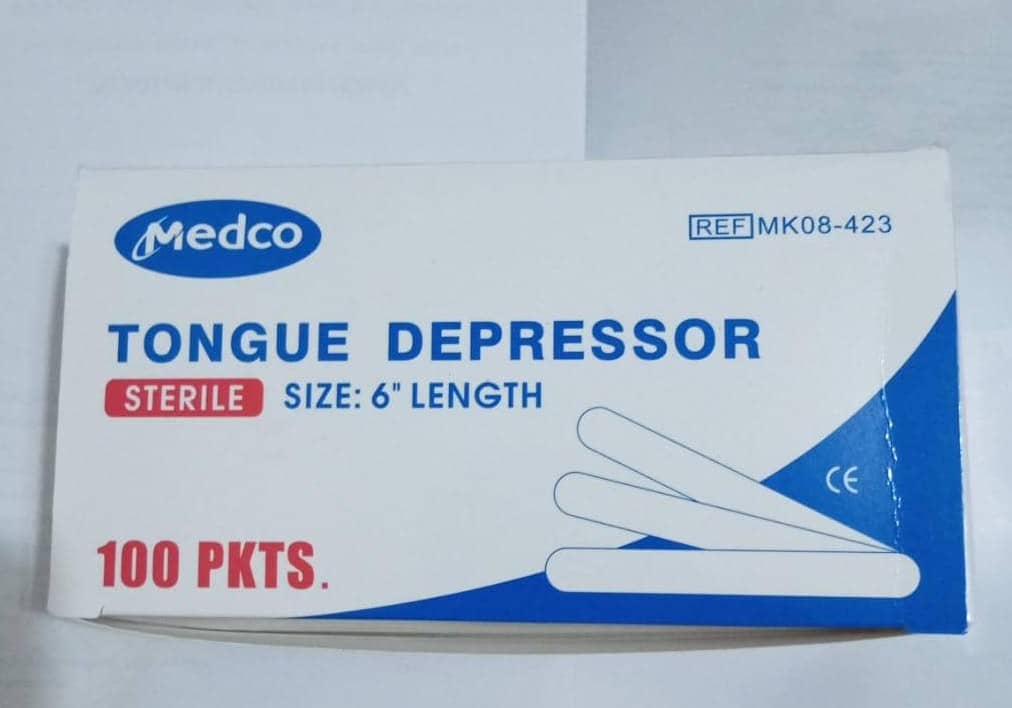 Medco
REF MK08-423
TONGUE DEPRESSOR
STERILE SIZE: 6" LENGTH
CE
100 PKTS.